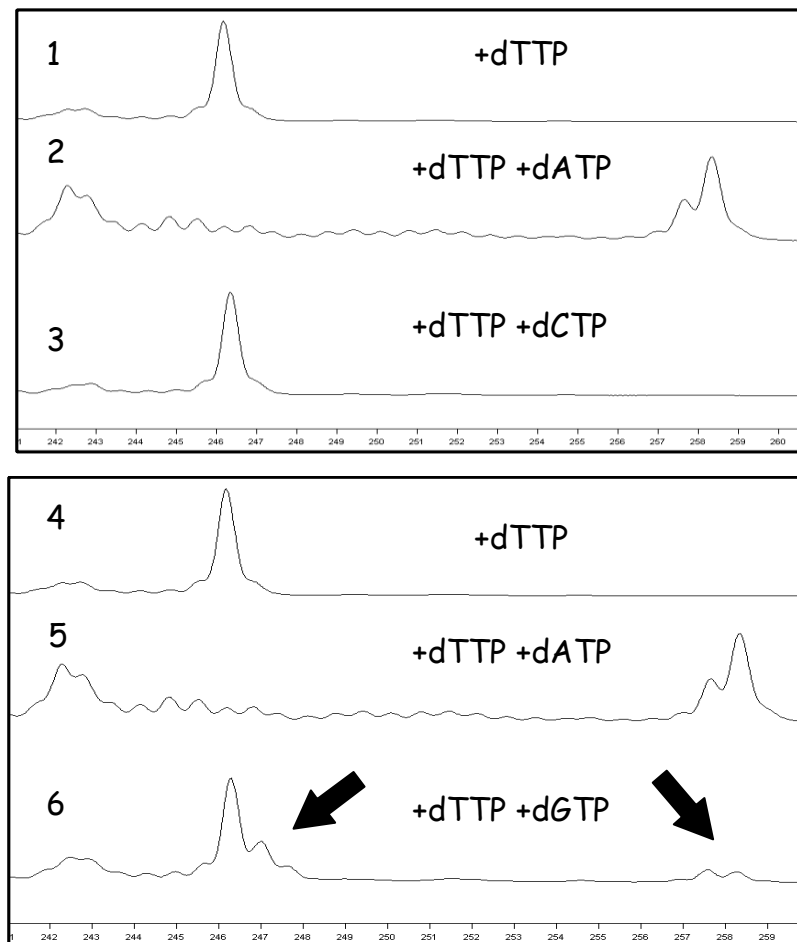 1 +dTTP
2 +dTTP +dATP
3 +dTTP +dCTP
242 243 244 245 246 247 248 249 250 251 252 253 254 255 256 257 258 259 260
4 +dTTP
5 +dTTP +dATP
6 +dTTP +dGTP
242 243 244 245 246 247 248 249 250 251 252 253 254 255 256 257 258 259